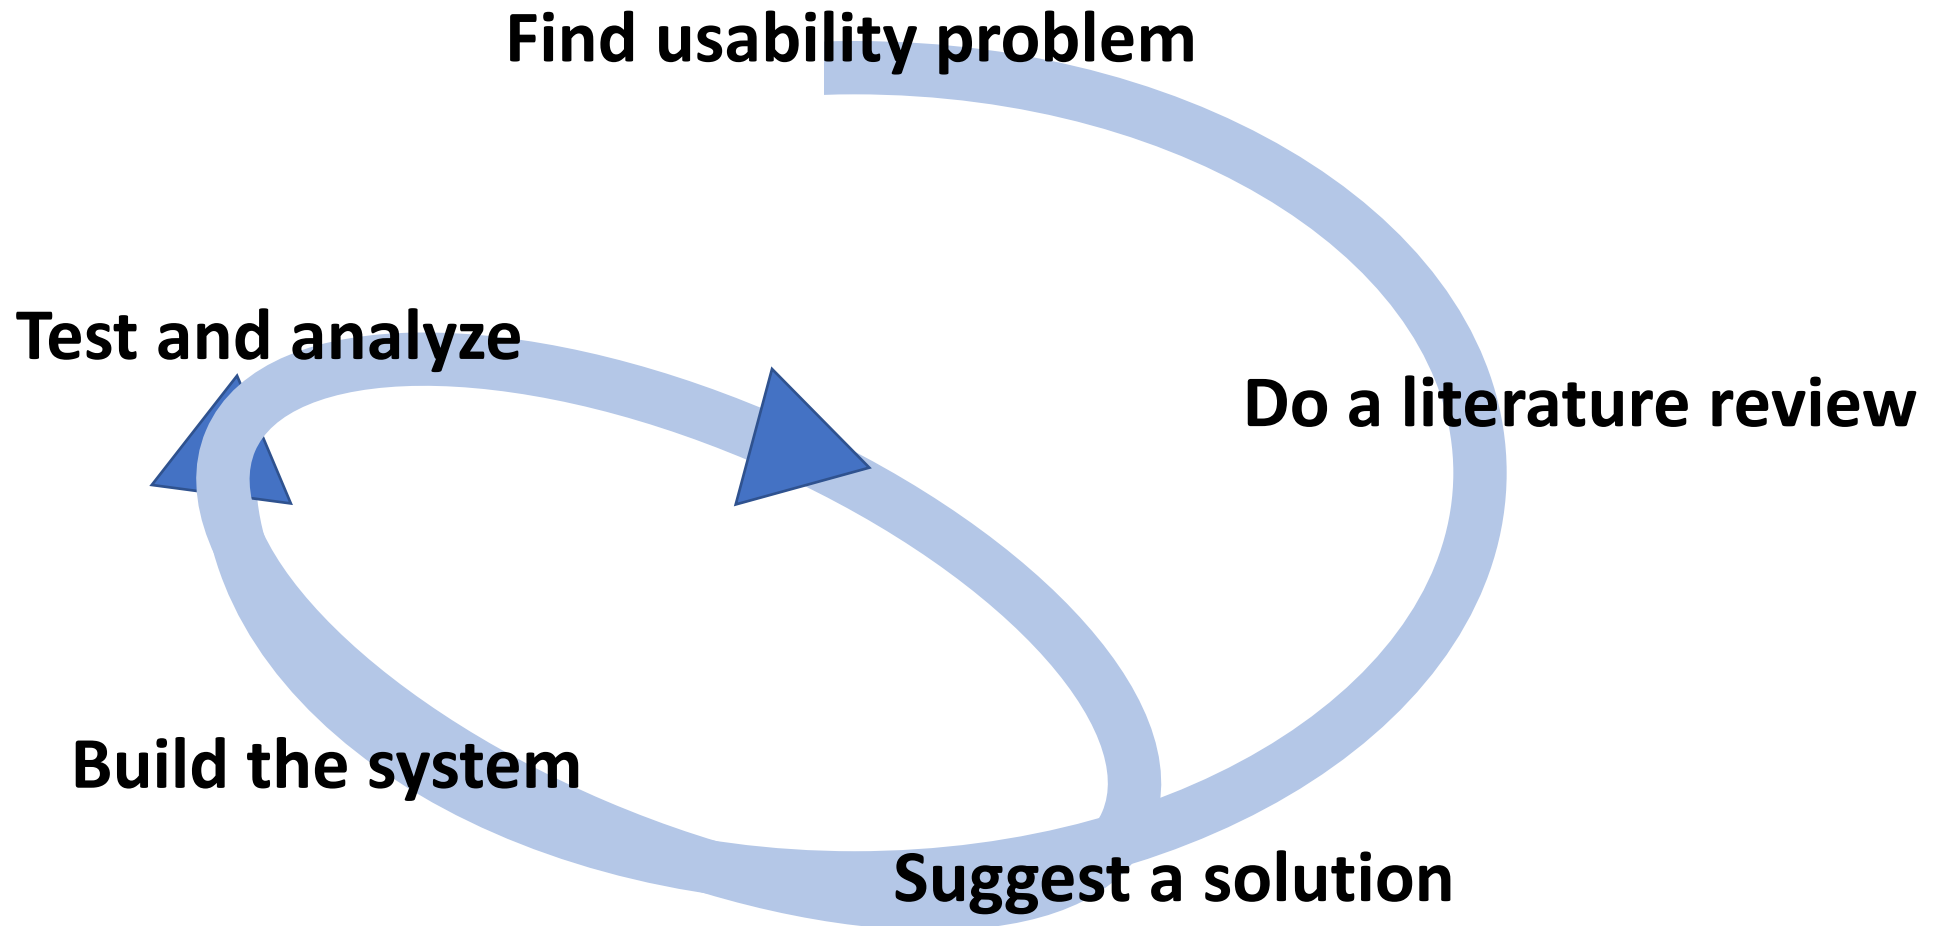 Find usability problem
Test and analyze
Do a literature review
Build the system
Suggest a solution